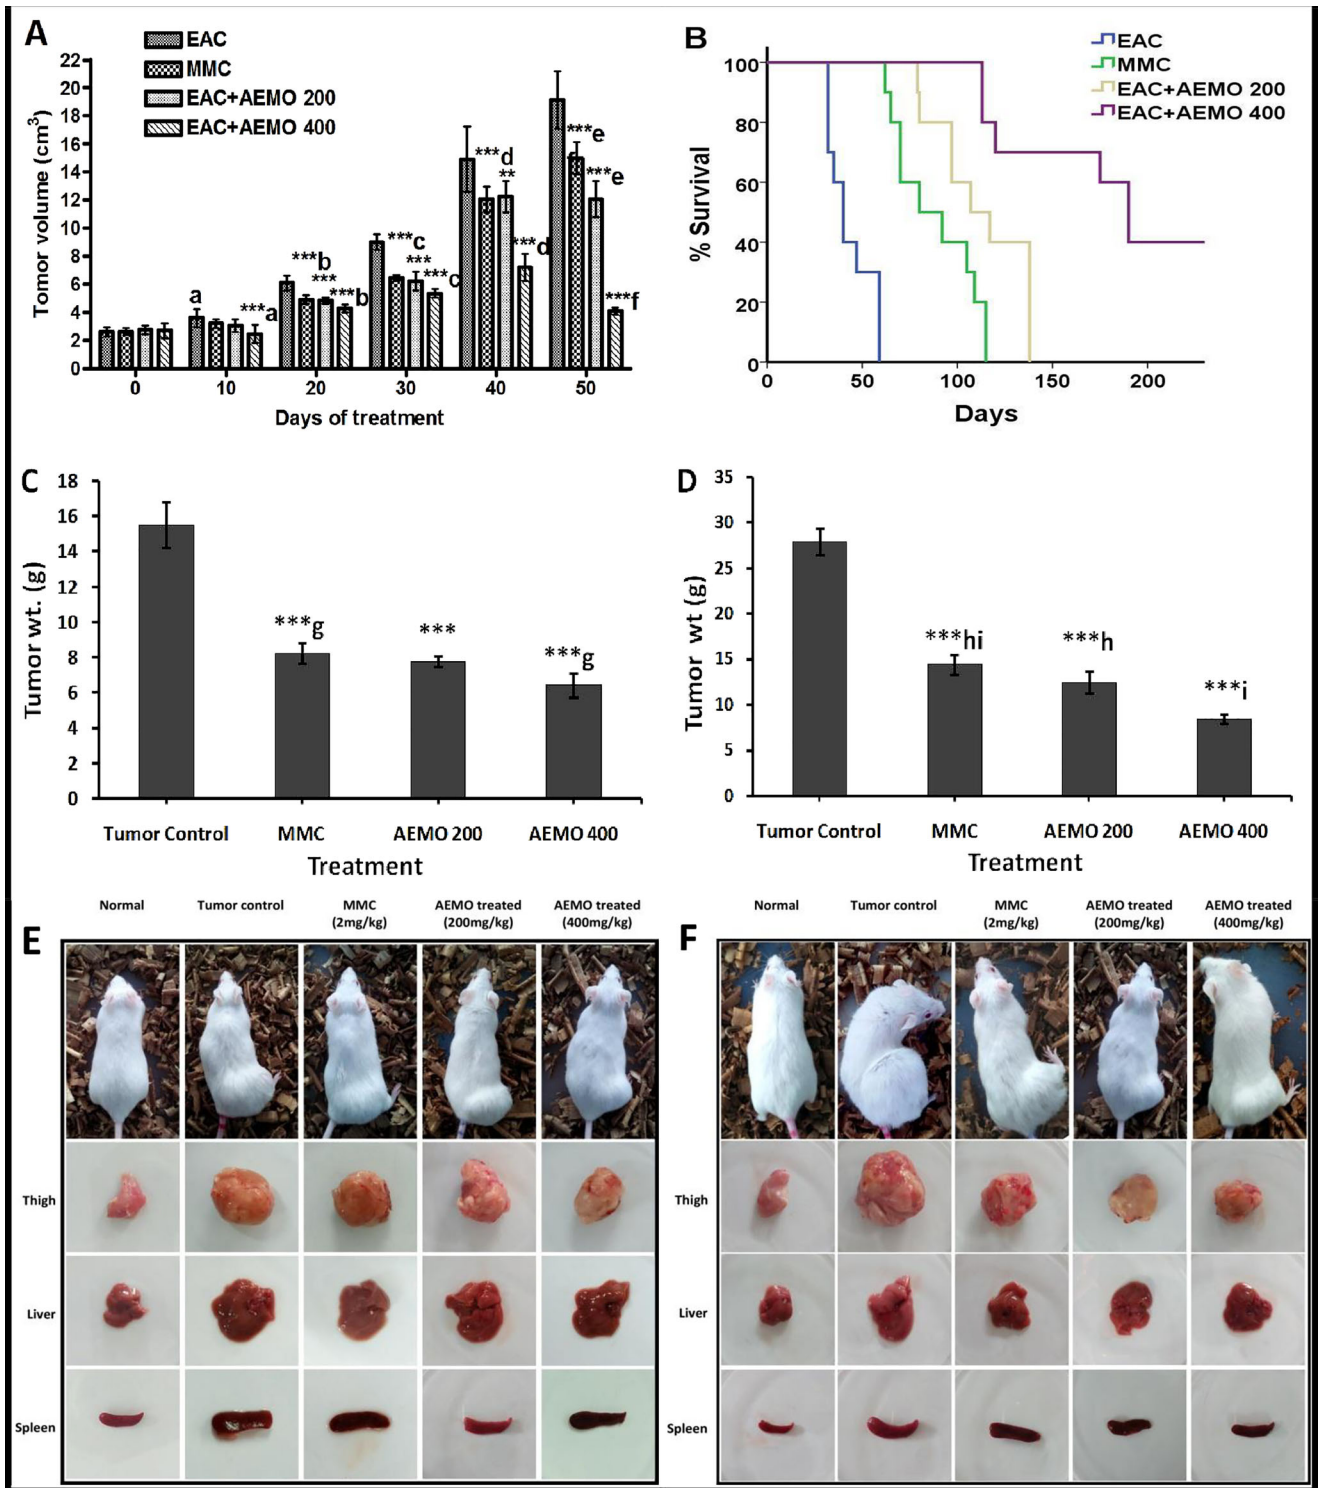 A
EAC
MMC
EAC+AEMO 200
EAC+AEMO 400
Tomor volume (cm3)
22
20
18
16
14
12
10
8
6
4
2
0
a
***a
***b
***
***b
***c
***
***c
***d
**
***d
***e
***e
***f
0 10 20 30 40 50
Days of treatment
B
EAC
MMC
EAC+AEMO 200
EAC+AEMO 400
% Survival
100
80
60
40
20
0
0 50 100 150 200
Days
C
Tumor wt. (g)
18
16
14
12
10
8
6
4
2
0
***g
***
***g
Tumor Control MMC AEMO 200 AEMO 400
Treatment
D
Tumor wt (g)
35
30
25
20
15
10
5
0
***hi
***h
***i
Tumor Control MMC AEMO 200 AEMO 400
Treatment
E
Normal Tumor control MMC AEMO treated AEMO treated
(2mg/kg) (200mg/kg) (400mg/kg)
Thigh
Liver
Spleen
F
Normal Tumor control MMC AEMO treated AEMO treated
(2mg/kg) (200mg/kg) (400mg/kg)
Thigh
Liver
Spleen